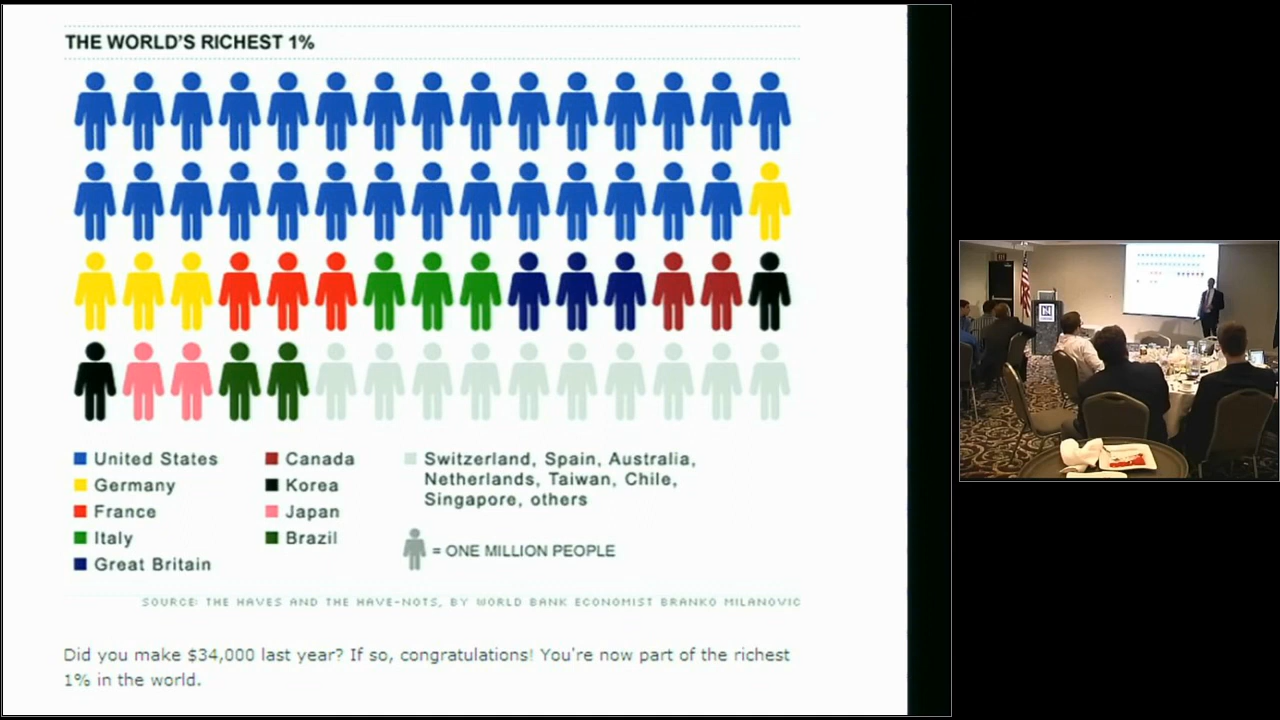 THE WORLD'S RICHEST 1%
United States
Germany
France
Italy
Great Britain
Canada
Korea
Japan
Brazil
Switzerland, Spain, Australia,
Netherlands, Taiwan, Chile,
Singapore, others
= ONE MILLION PEOPLE
SOURCE: THE HAVES AND THE HAVE-NOTS, BY WORLD BANK ECONOMIST BRANKO MILANOVIC
Did you make $34,000 last year? If so, congratulations! You're now part of the richest
1% in the world.
N